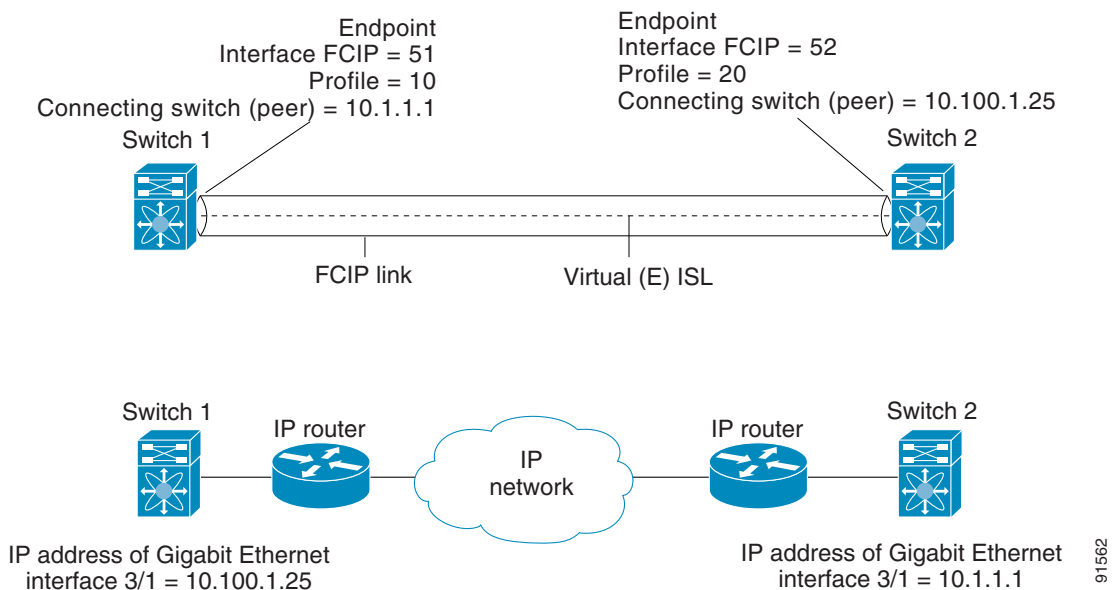 Endpoint
Interface FCIP = 51
Profile = 10
Connecting switch (peer) = 10.1.1.1
Switch 1
Endpoint
Interface FCIP = 52
Profile = 20
Connecting switch (peer) = 10.100.1.25
Switch 2
FCIP link
Virtual (E) ISL
Switch 1
IP router
IP
network
IP router
Switch 2
IP address of Gigabit Ethernet
interface 3/1 = 10.100.1.25
IP address of Gigabit Ethernet
interface 3/1 = 10.1.1.1
91562